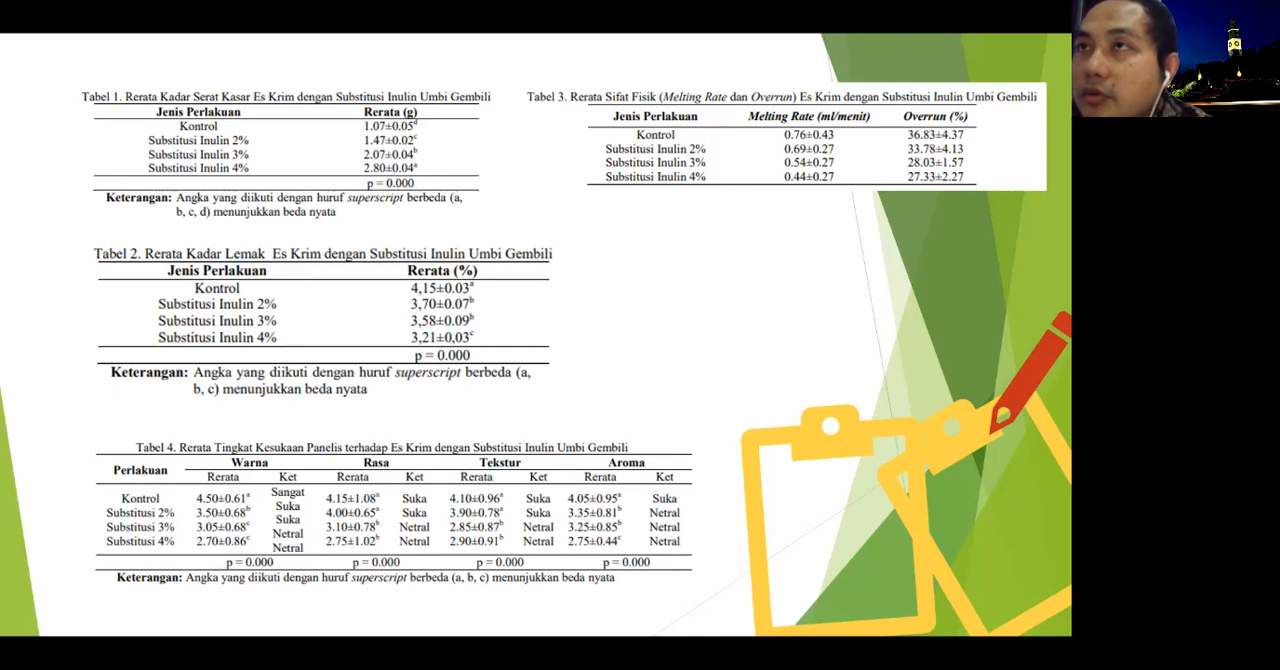 Tabel 1. Rerata Kadar Serat Kasar Es Krim dengan Substitusi Inulin Umbi Gembili
Jenis Perlakuan Rerata (g)
Kontrol 1.07±0.05d
Substitusi Inulin 2% 1.47±0.02c
Substitusi Inulin 3% 2.07±0.04b
Substitusi Inulin 4% 2.80±0.04a
p = 0.000
Keterangan: Angka yang diikuti dengan huruf superscript berbeda (a,
b, c, d) menunjukkan beda nyata
Tabel 3. Rerata Sifat Fisik (Melting Rate dan Overrun) Es Krim dengan Substitusi Inulin Umbi Gembili
Jenis Perlakuan Melting Rate (ml/menit) Overrun (%)
Kontrol 0.76±0.43 36.83±4.37
Substitusi Inulin 2% 0.69±0.27 33.78±4.13
Substitusi Inulin 3% 0.54±0.27 28.03±1.57
Substitusi Inulin 4% 0.44±0.27 27.33±2.27
Tabel 2. Rerata Kadar Lemak Es Krim dengan Substitusi Inulin Umbi Gembili
Jenis Perlakuan Rerata (%)
Kontrol 4,15±0.03a
Substitusi Inulin 2% 3,70±0.07b
Substitusi Inulin 3% 3,58±0.09b
Substitusi Inulin 4% 3,21±0,03c
p = 0.000
Keterangan: Angka yang diikuti dengan huruf superscript berbeda (a,
b, c) menunjukkan beda nyata
Tabel 4. Rerata Tingkat Kesukaan Panelis terhadap Es Krim dengan Substitusi Inulin Umbi Gembili
Perlakuan Warna Rasa Tekstur Aroma
Rerata Ket Rerata Ket Rerata Ket Rerata Ket
Kontrol 4.50±0.61a Sangat Suka 4.15±1.08a Suka 4.10±0.96a Suka 4.05±0.95a Suka
Substitusi 2% 3.50±0.68b Suka 4.00±0.65a Suka 3.90±0.78a Suka 3.35±0.81b Netral
Substitusi 3% 3.05±0.68c Netral 3.10±0.78b Netral 2.85±0.87b Netral 3.25±0.85b Netral
Substitusi 4% 2.70±0.86c Netral 2.75±1.02b Netral 2.90±0.91b Netral 2.75±0.44c Netral
p = 0.000 p = 0.000 p = 0.000 p = 0.000
Keterangan: Angka yang diikuti dengan huruf superscript berbeda (a, b, c) menunjukkan beda nyata